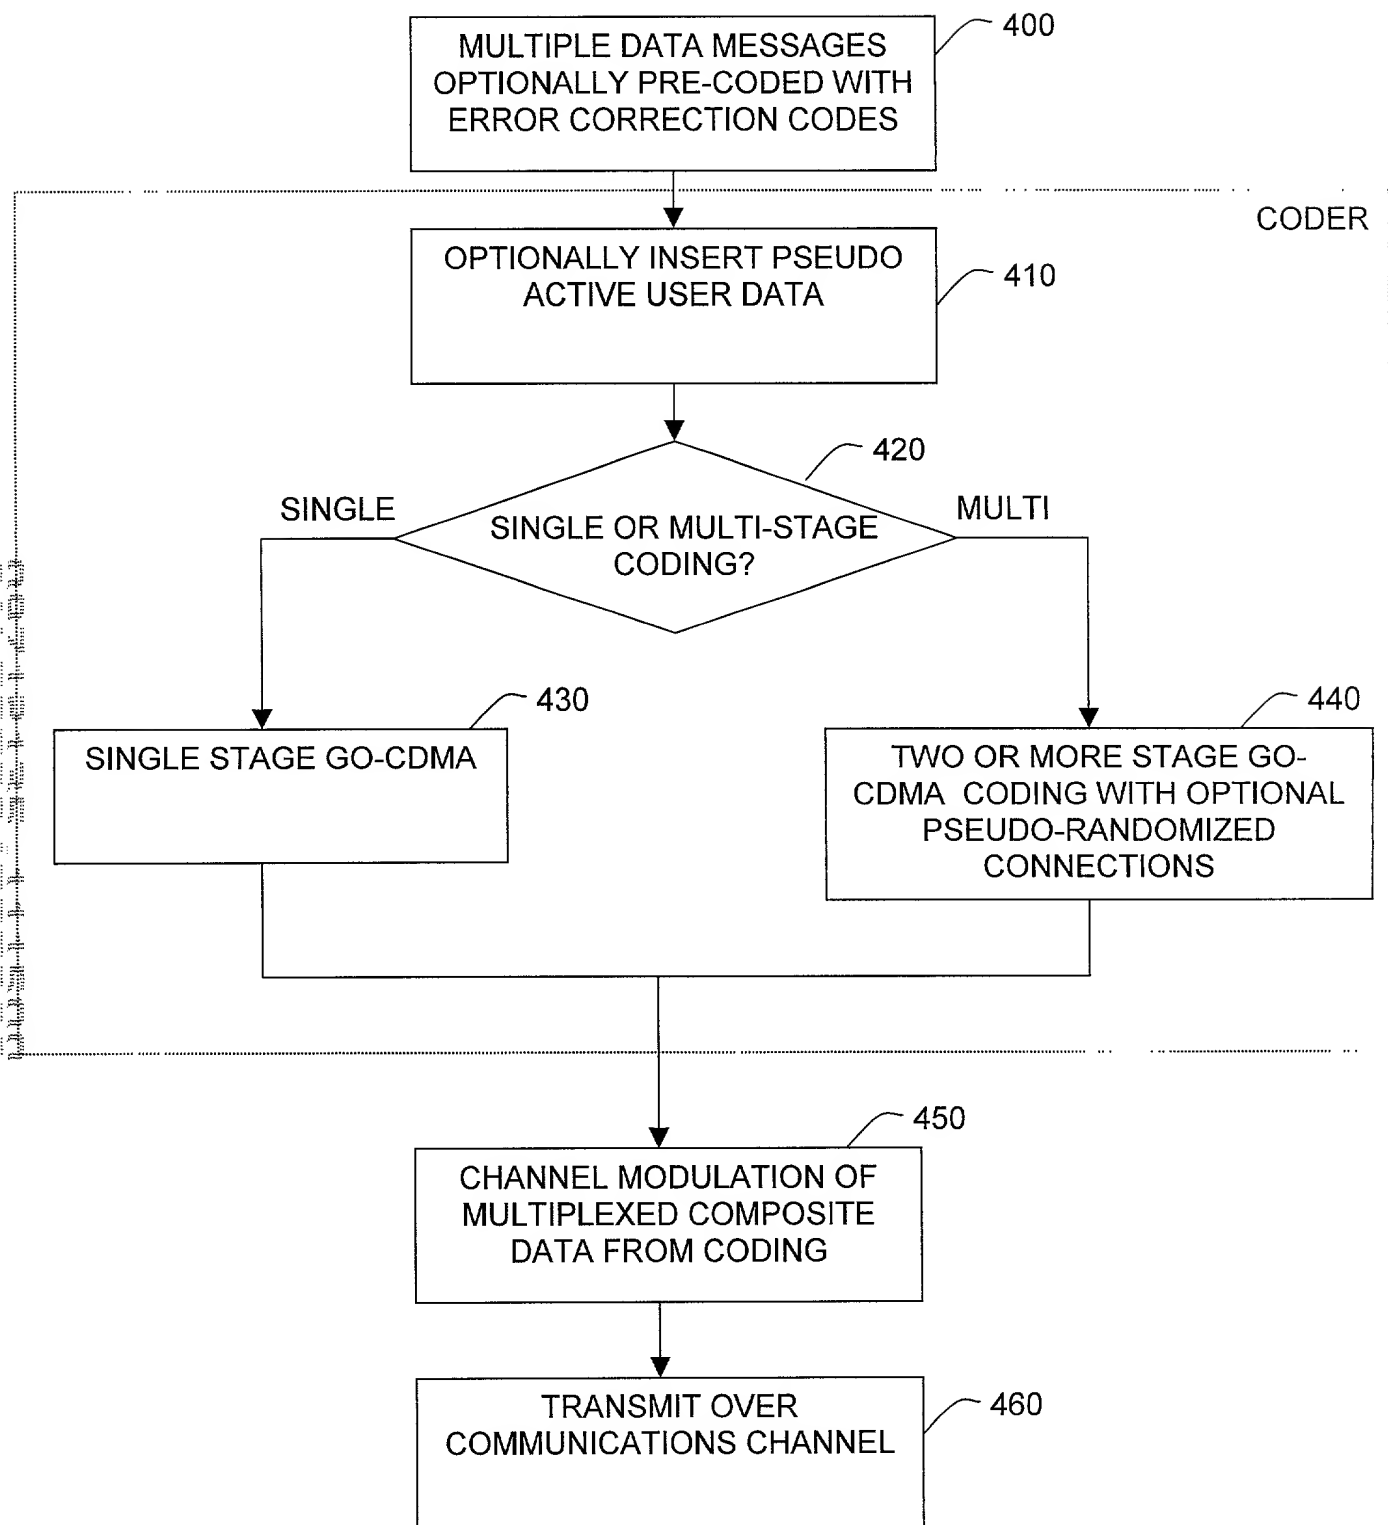 400
MULTIPLE DATA MESSAGES
OPTIONALLY PRE-CODED WITH
ERROR CORRECTION CODES
CODER
OPTIONALLY INSERT PSEUDO
ACTIVE USER DATA
410
420
SINGLE
MULTI
SINGLE OR MULTI-STAGE
CODING?
430
440
SINGLE STAGE GO-CDMA
TWO OR MORE STAGE GO-
CDMA CODING WITH OPTIONAL
PSEUDO-RANDOMIZED
CONNECTIONS
450
CHANNEL MODULATION OF
MULTIPLEXED COMPOSITE
DATA FROM CODING
460
TRANSMIT OVER
COMMUNICATIONS CHANNEL